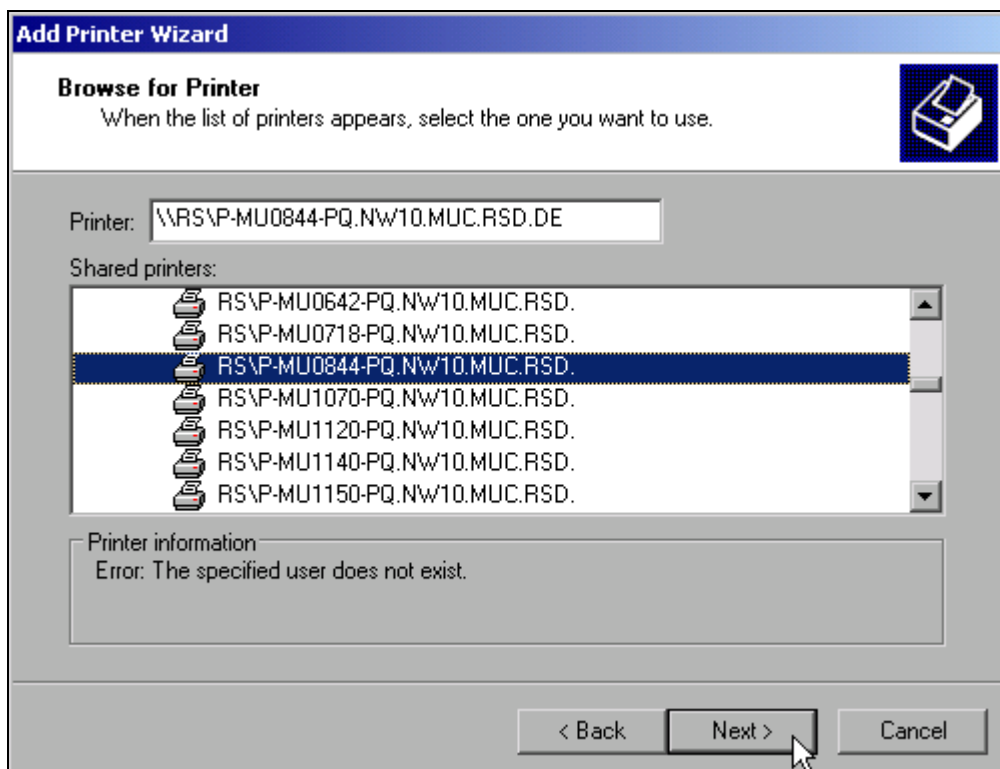 Add Printer Wizard
Browse for Printer
When the list of printers appears, select the one you want to use.
Printer: \\RS\P-MU0844-PQ.NW10.MUC.RSD.DE
Shared printers:
RS\P-MU0642-PQ.NW10.MUC.RSD.
RS\P-MU0718-PQ.NW10.MUC.RSD.
RS\P-MU0844-PQ.NW10.MUC.RSD.
RS\P-MU1070-PQ.NW10.MUC.RSD.
RS\P-MU1120-PQ.NW10.MUC.RSD.
RS\P-MU1140-PQ.NW10.MUC.RSD.
RS\P-MU1150-PQ.NW10.MUC.RSD.
Printer information
Error: The specified user does not exist.
< Back Next > Cancel